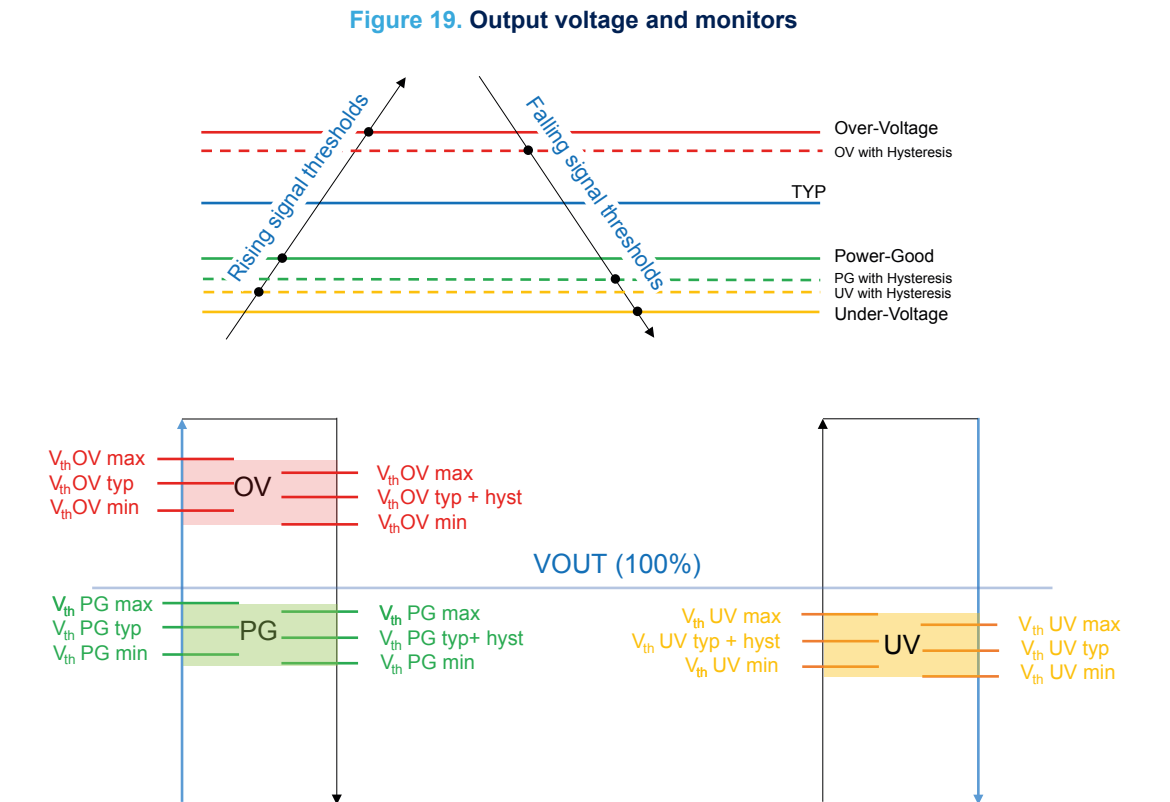 Figure 19. Output voltage and monitors
Rising signal thresholds
Falling signal thresholds
Over-Voltage
OV with Hysteresis
TYP
Power-Good
PG with Hysteresis
UV with Hysteresis
Under-Voltage
VthOV max
VthOV typ
VthOV min
OV
VthOV max
VthOV typ + hyst
VthOV min
VOUT (100%)
Vth PG max
Vth PG typ
Vth PG min
PG
Vth PG max
Vth PG typ+ hyst
Vth PG min
Vth UV max
Vth UV typ + hyst
Vth UV min
UV
Vth UV max
Vth UV typ
Vth UV min